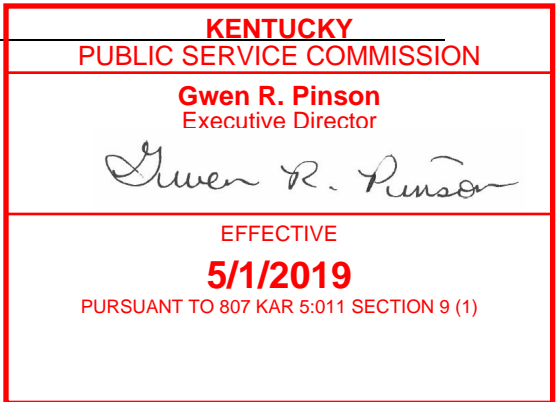 KENTUCKY
PUBLIC SERVICE COMMISSION
Gwen R. Pinson
Executive Director
Gwen R. Pinson
EFFECTIVE
5/1/2019
PURSUANT TO 807 KAR 5:011 SECTION 9 (1)